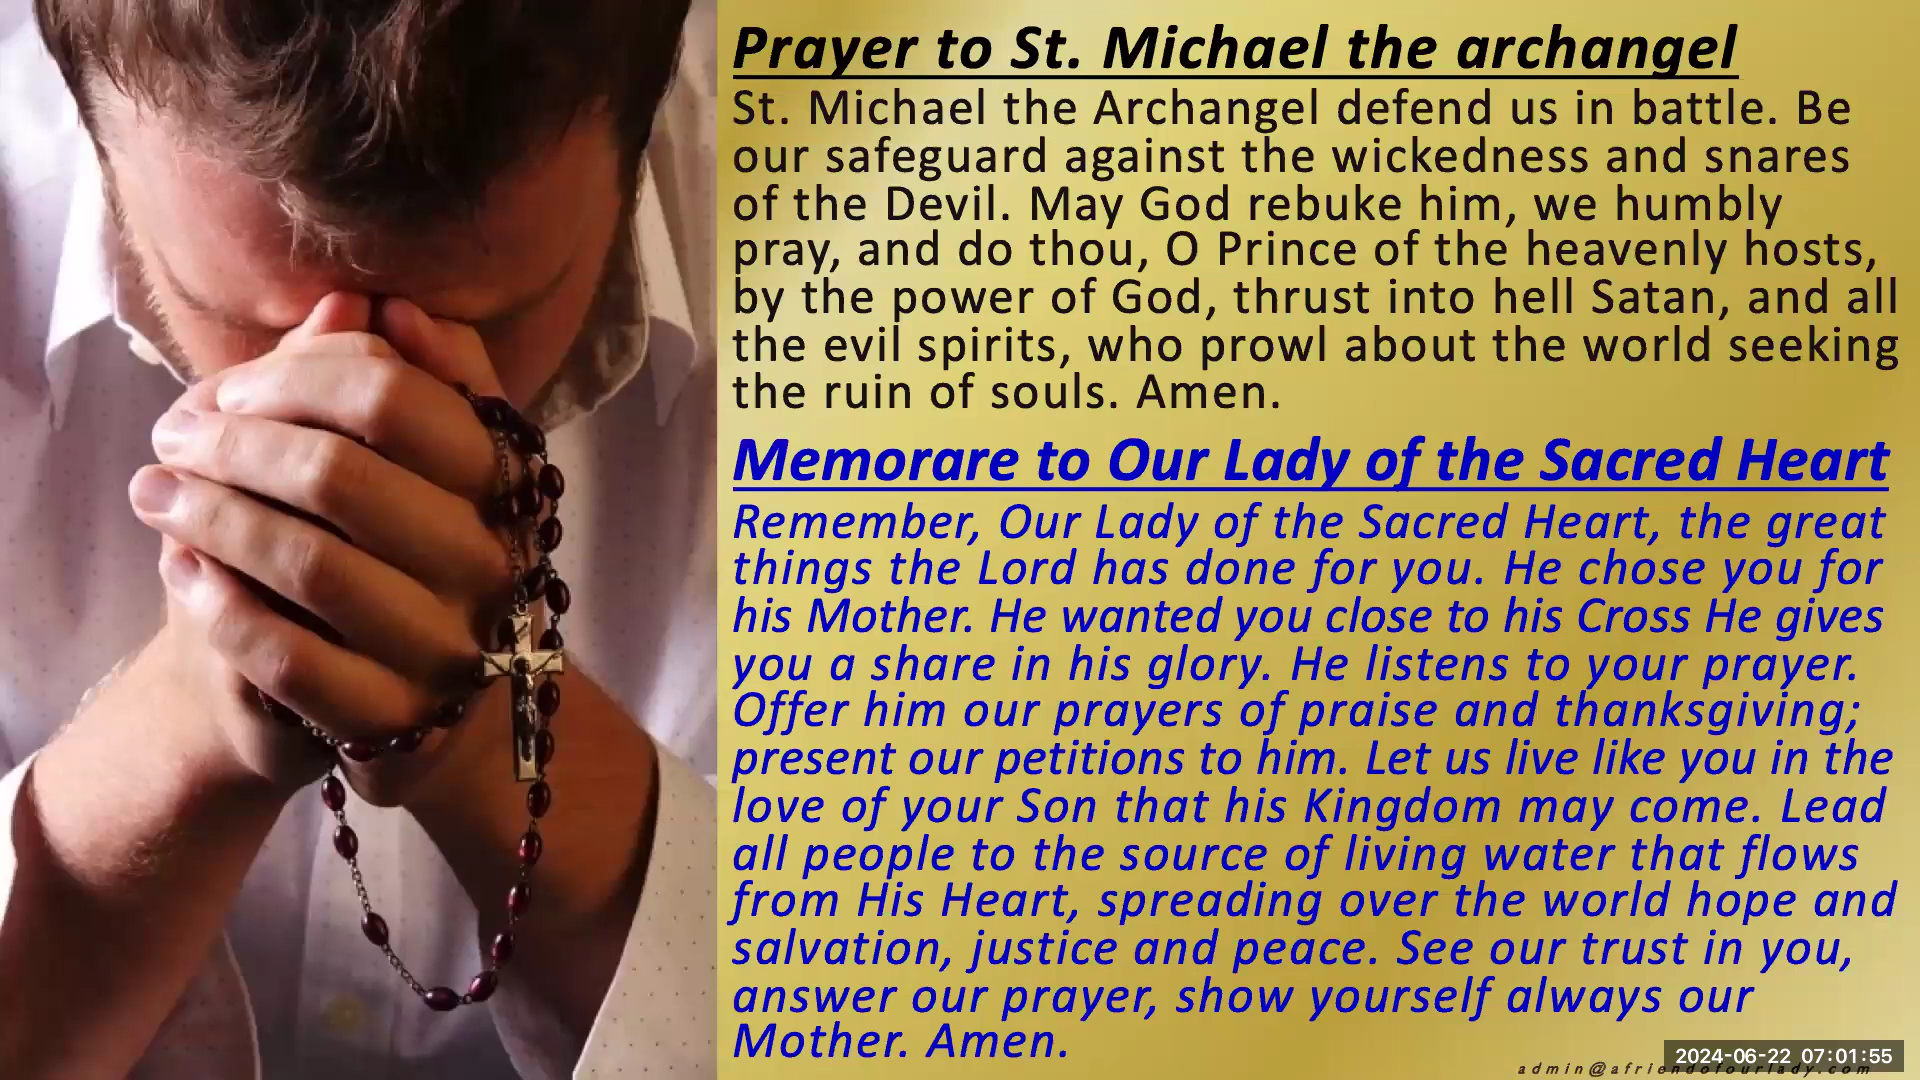 Prayer to St. Michael the archangel
St. Michael the Archangel defend us in battle. Be
our safeguard against the wickedness and snares
of the Devil. May God rebuke him, we humbly
pray, and do thou, O Prince of the heavenly hosts,
by the power of God, thrust into hell Satan, and all
the evil spirits, who prowl about the world seeking
the ruin of souls. Amen.
Memorare to Our Lady of the Sacred Heart
Remember, Our Lady of the Sacred Heart, the great
things the Lord has done for you. He chose you for
his Mother. He wanted you close to his Cross He gives
you a share in his glory. He listens to your prayer.
Offer him our prayers of praise and thanksgiving;
present our petitions to him. Let us live like you in the
love of your Son that his Kingdom may come. Lead
all people to the source of living water that flows
from His Heart, spreading over the world hope and
salvation, justice and peace. See our trust in you,
answer our prayer, show yourself always our
Mother. Amen.
2024-06-22 07:01:55
admin@afriendofourlady.com